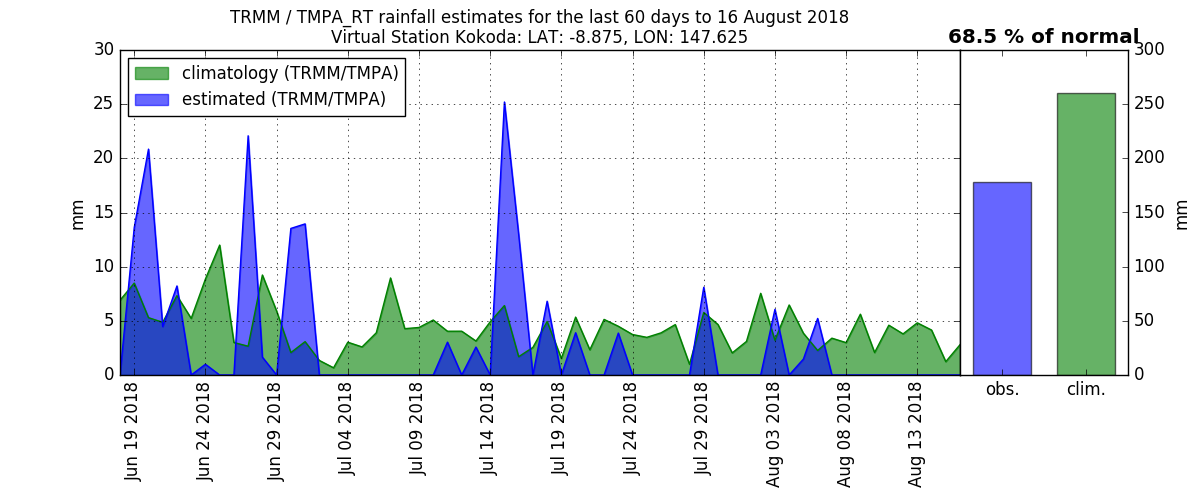 TRMM / TMPA_RT rainfall estimates for the last 60 days to 16 August 2018
Virtual Station Kokoda: LAT: -8.875, LON: 147.625
68.5 % of normal
climatology (TRMM/TMPA)
estimated (TRMM/TMPA)
30
25
20
15
10
5
0
mm
Jun 19 2018
Jun 24 2018
Jun 29 2018
Jul 04 2018
Jul 09 2018
Jul 14 2018
Jul 19 2018
Jul 24 2018
Jul 29 2018
Aug 03 2018
Aug 08 2018
Aug 13 2018
obs.
clim.
300
250
200
150
100
50
0
mm